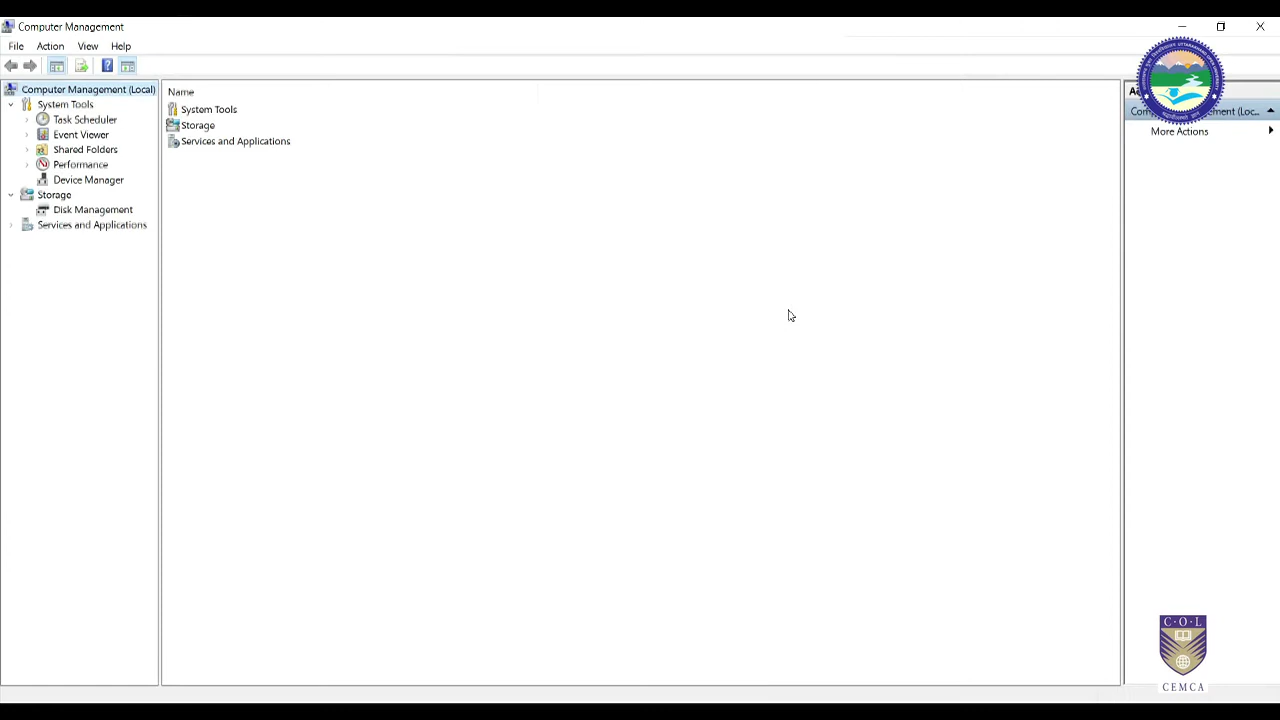 Computer Management
File Action View Help
Computer Management (Local)
System Tools
Task Scheduler
Event Viewer
Shared Folders
Performance
Device Manager
Storage
Disk Management
Services and Applications
Name
System Tools
Storage
Services and Applications
More Actions
C·O·L
CEMCA